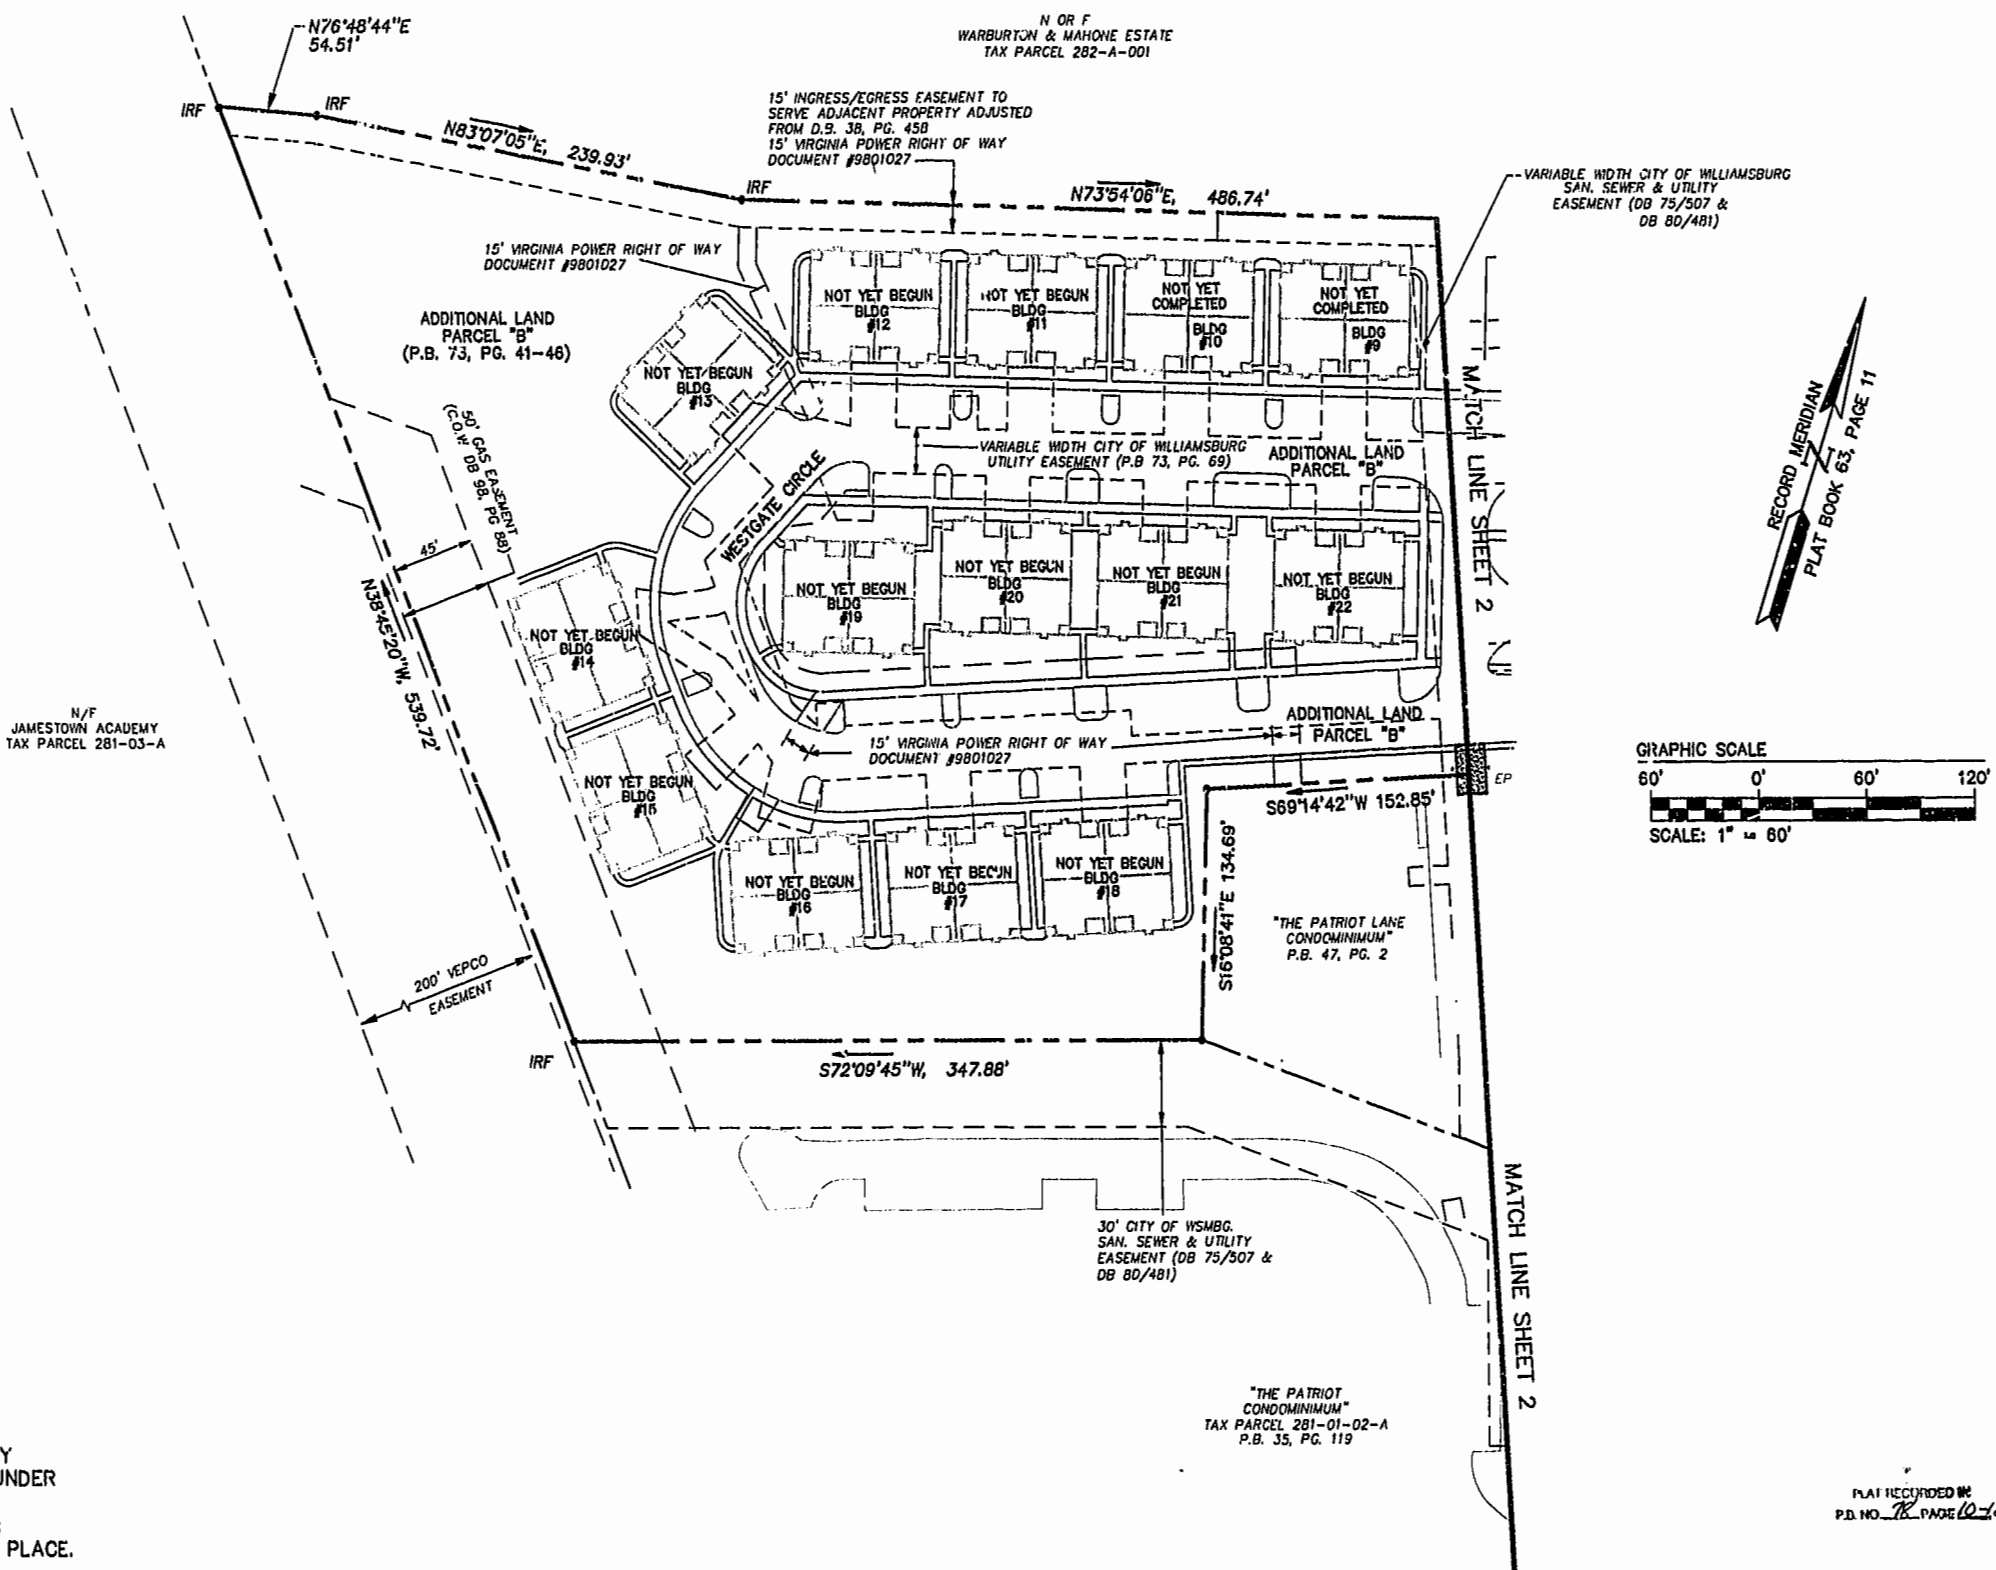 N76°48'44"E
54.51'
N OR F
WARBURTON & MAHONE ESTATE
TAX PARCEL 282-A-001
IRF
IRF
N83°07'05"E, 239.93'
15' INGRESS/EGRESS EASEMENT TO
SERVE ADJACENT PROPERTY ADJUSTED
FROM D.B. 38, PG. 458
15' VIRGINIA POWER RIGHT OF WAY
DOCUMENT #9801027
IRF
N73°54'06"E, 486.74'
VARIABLE WIDTH CITY OF WILLIAMSBURG
SAN. SEWER & UTILITY
EASEMENT (DB 75/507 &
DB 80/481)
15' VIRGINIA POWER RIGHT OF WAY
DOCUMENT #9801027
ADDITIONAL LAND
PARCEL "B"
(P.B. 73, PG. 41-46)
NOT YET BEGUN
BLDG
#12
NOT YET BEGUN
BLDG
#11
NOT YET
COMPLETED
BLDG
#10
NOT YET
COMPLETED
BLDG
#9
NOT YET BEGUN
BLDG
#13
MATCH LINE SHEET 2
RECORD MERIDIAN
PLAT BOOK 63, PAGE 11
N
50' GAS EASEMENT
(C.O.W. DB 98, PG 88)
VARIABLE WIDTH CITY OF WILLIAMSBURG
UTILITY EASEMENT (P.B 73, PG. 69)
ADDITIONAL LAND
PARCEL "B"
WESTGATE CIRCLE
45'
N38°45'20"W, 539.72'
NOT YET BEGUN
BLDG
#19
NOT YET BEGUN
BLDG
#20
NOT YET BEGUN
BLDG
#21
NOT YET BEGUN
BLDG
#22
NOT YET BEGUN
BLDG
#14
N/F
JAMESTOWN ACADEMY
TAX PARCEL 281-03-A
ADDITIONAL LAND
PARCEL "B"
15' VIRGINIA POWER RIGHT OF WAY
DOCUMENT #9801027
NOT YET BEGUN
BLDG
#15
EP
S69°14'42"W 152.85'
GRAPHIC SCALE
60' 0' 60' 120'
SCALE: 1" = 60'
S16°08'41"E 134.69'
NOT YET BEGUN
BLDG
#16
NOT YET BEGUN
BLDG
#17
NOT YET BEGUN
BLDG
#18
"THE PATRIOT LANE
CONDOMINIMUM"
P.B. 47, PG. 2
200' VEPCO
EASEMENT
IRF
S72°09'45"W, 347.88'
MATCH LINE SHEET 2
30' CITY OF WSMBG.
SAN. SEWER & UTILITY
EASEMENT (DB 75/507 &
DB 80/481)
"THE PATRIOT
CONDOMINIMUM"
TAX PARCEL 281-01-02-A
P.B. 35, PG. 119
Y
UNDER
PLACE.
PLAT RECORDED IN
P.B. NO. 78 PAGE 10-1